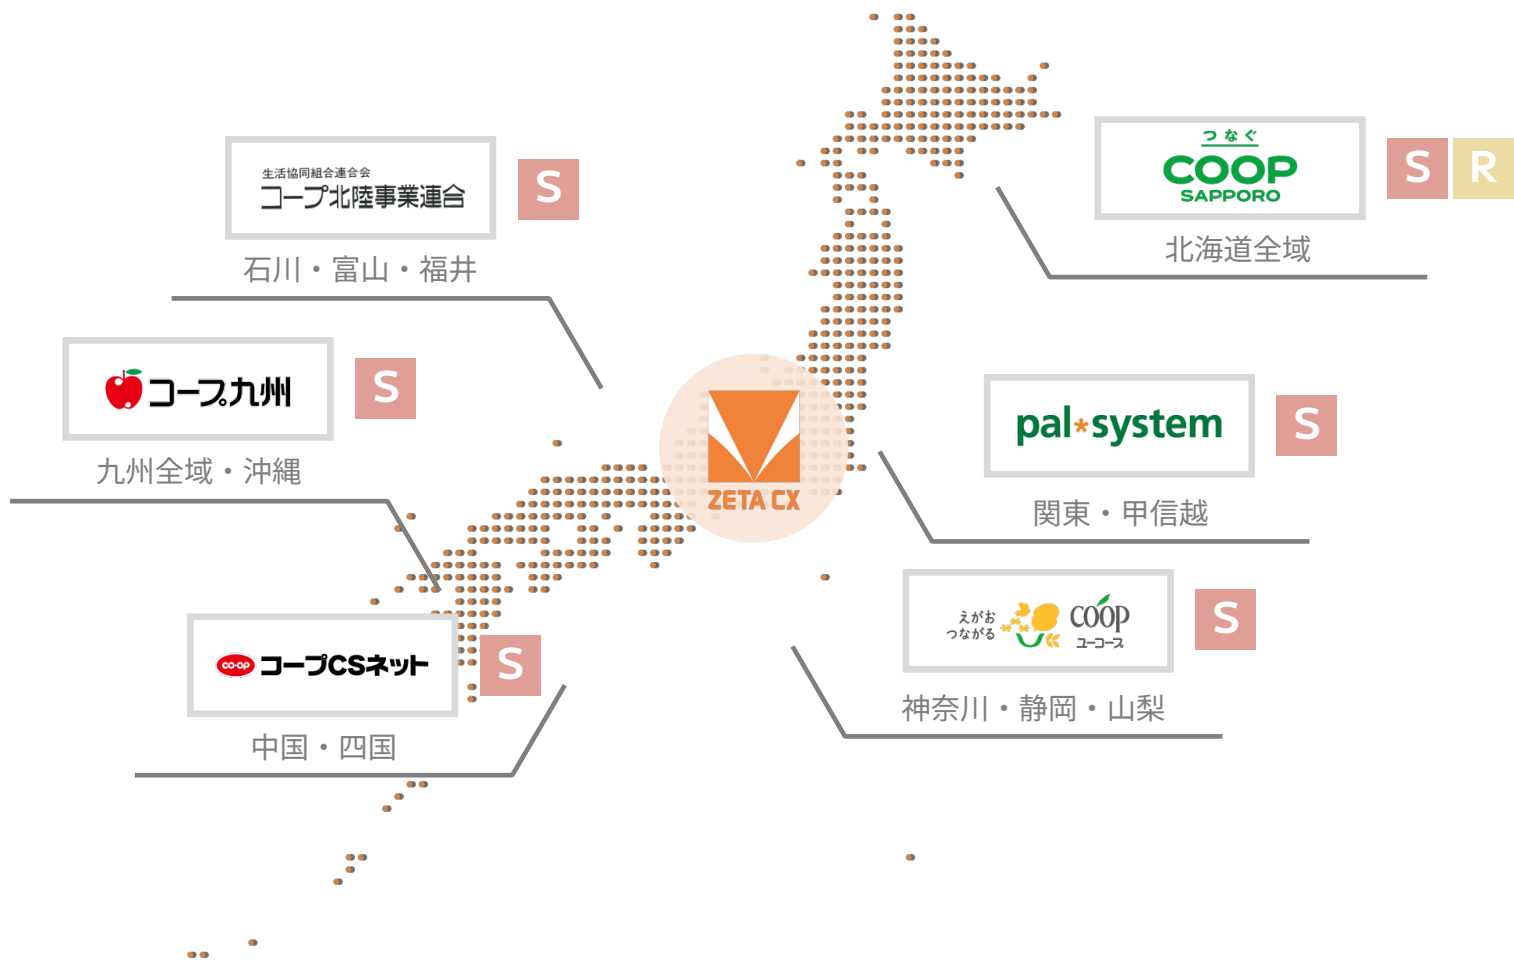 つなぐ
COOP
SAPPORO
S
R
北海道全域
生活協同組合連合会
コープ北陸事業連合
S
石川・富山・福井
コープ九州
S
九州全域・沖縄
ZETA CX
pal*system
S
関東・甲信越
えがお
つながる
COOP
ユーコープ
S
神奈川・静岡・山梨
CO·OP
コープCSネット
S
中国・四国